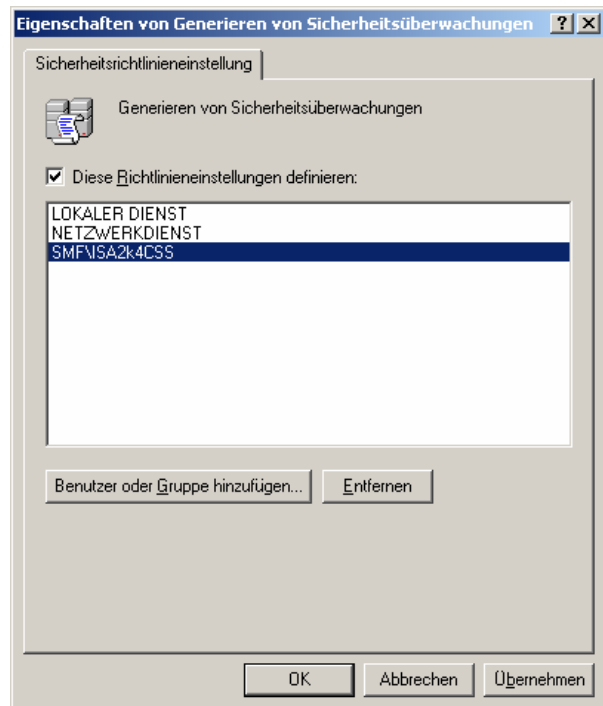 Eigenschaften von Generieren von Sicherheitsüberwachungen
Sicherheitsrichtlinieneinstellung
Generieren von Sicherheitsüberwachungen
Diese Richtlinieneinstellungen definieren:
LOKALER DIENST
NETZWERKDIENST
SMF\ISA2k4CSS
Benutzer oder Gruppe hinzufügen... Entfernen
OK Abbrechen Übernehmen